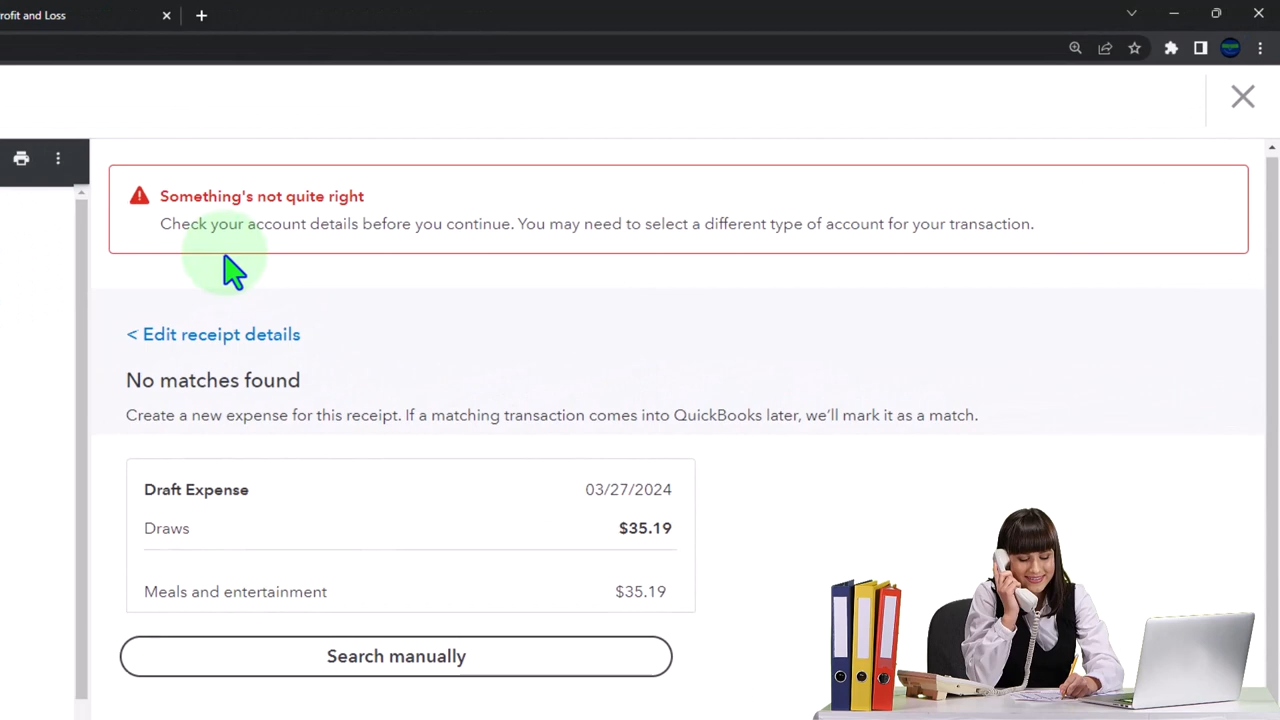 rofit and Loss
Something's not quite right
Check your account details before you continue. You may need to select a different type of account for your transaction.
< Edit receipt details
No matches found
Create a new expense for this receipt. If a matching transaction comes into QuickBooks later, we'll mark it as a match.
Draft Expense 03/27/2024
Draws $35.19
Meals and entertainment $35.19
Search manually